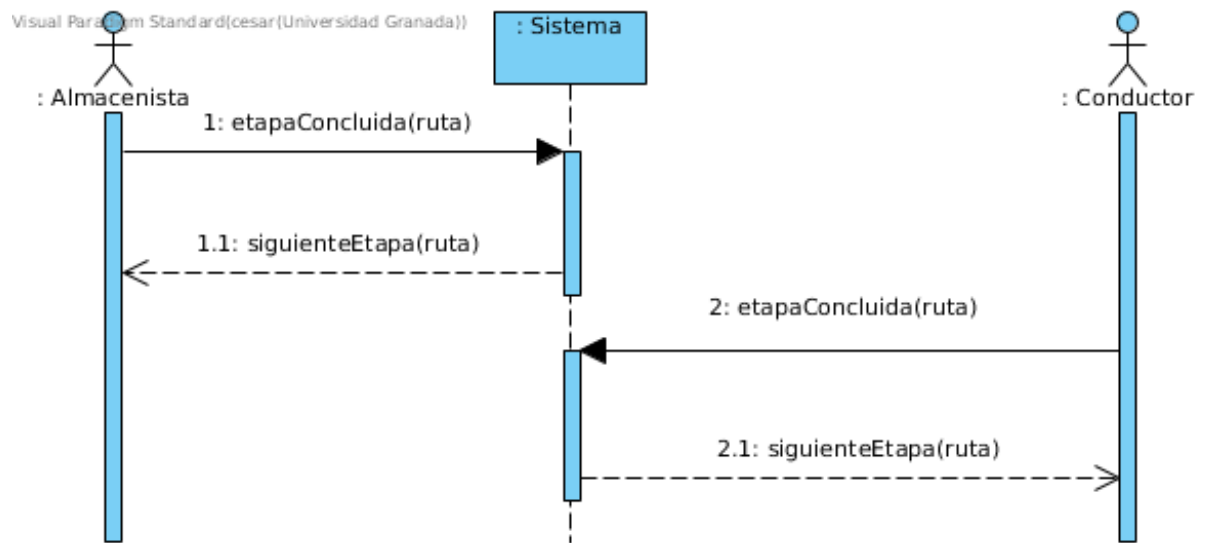 Visual Paradigm Standard(cesar(Universidad Granada))
: Sistema
: Almacenista
: Conductor
1: etapaConcluida(ruta)
1.1: siguienteEtapa(ruta)
2: etapaConcluida(ruta)
2.1: siguienteEtapa(ruta)